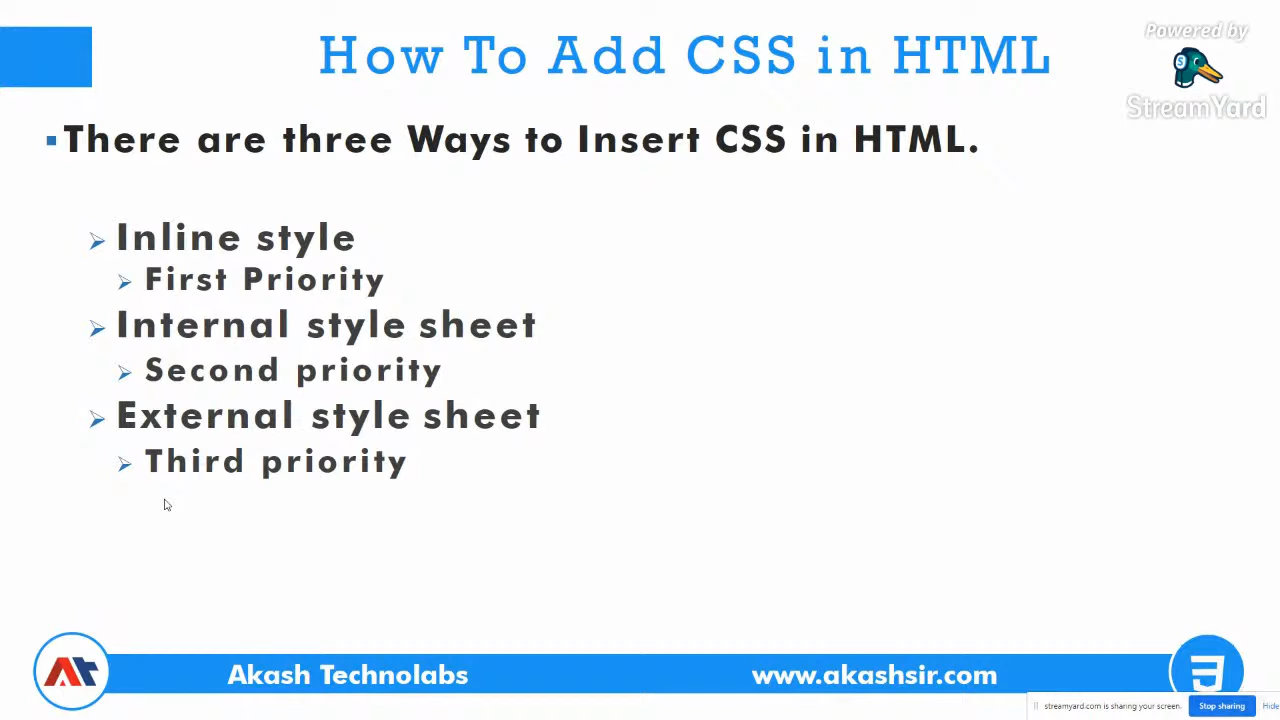 How To Add CSS in HTML
Powered by
StreamYard
There are three Ways to Insert CSS in HTML.
Inline style
First Priority
Internal style sheet
Second priority
External style sheet
Third priority
Akash Technolabs
www.akashsir.com
streamyard.com is sharing your screen.
Stop sharing
Hide